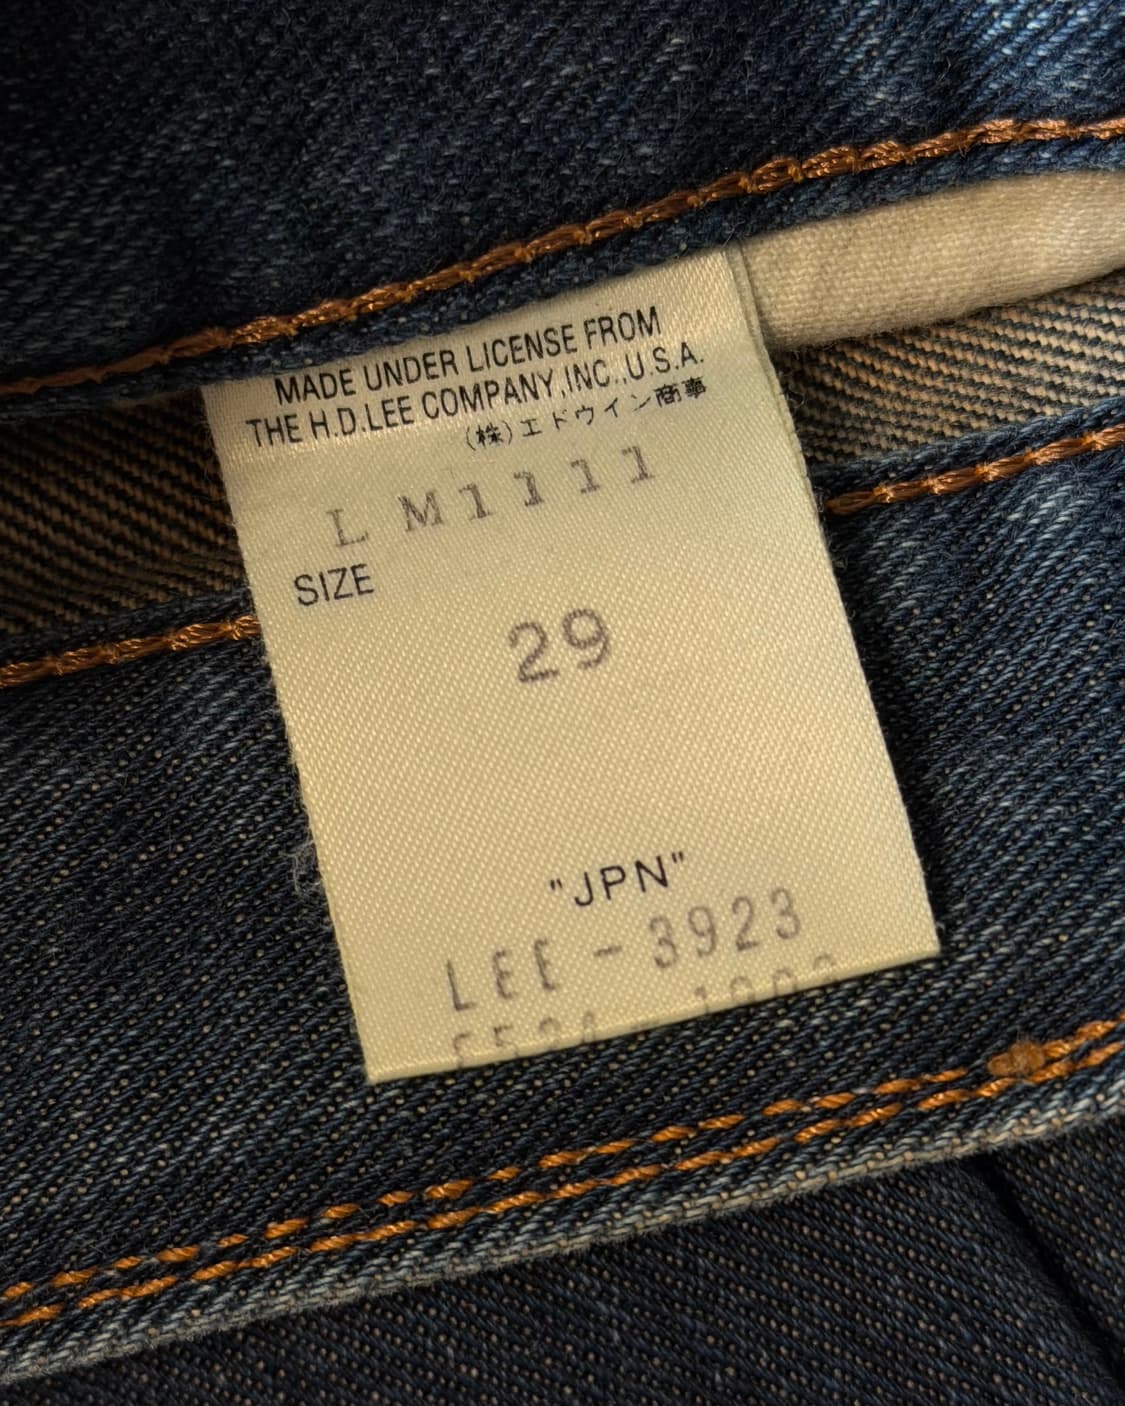 MADE UNDER LICENSE FROM
THE H.D.LEE COMPANY,INC.,U.S.A.
(株)エドウイン商事
L M1111
SIZE
29
"JPN"
LEE-3923